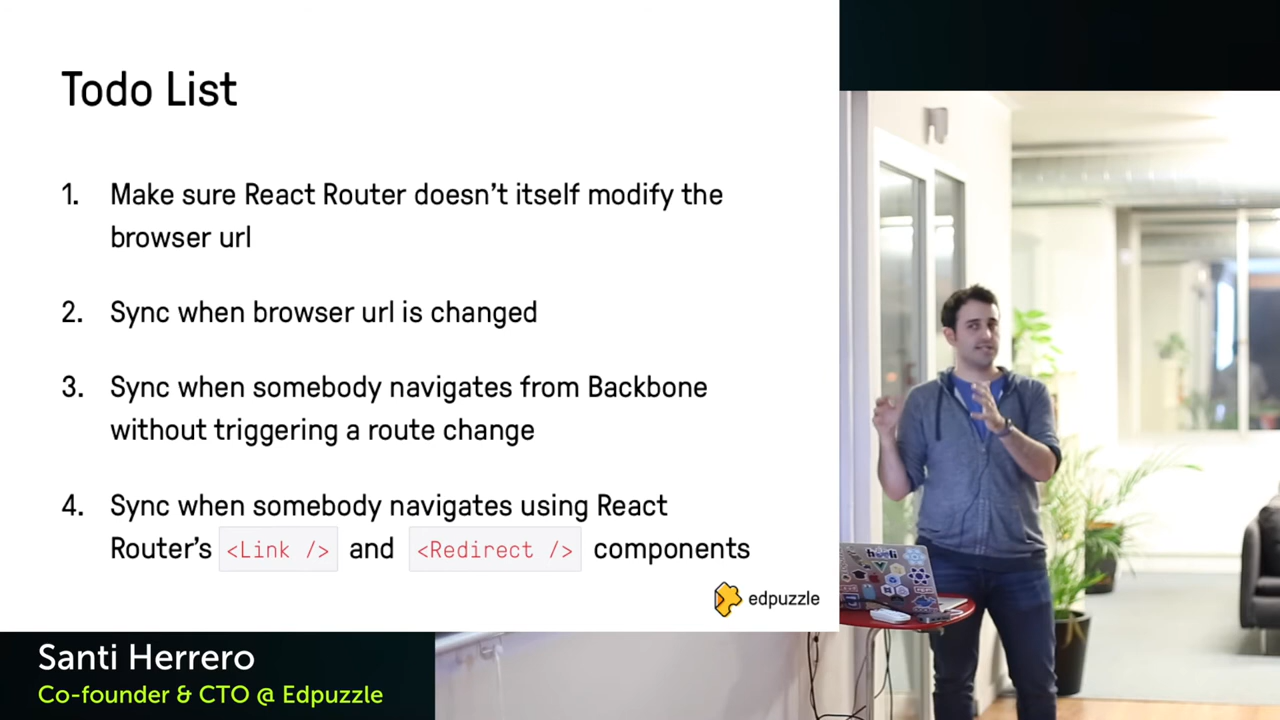 Todo List
1. Make sure React Router doesn't itself modify the
browser url
2. Sync when browser url is changed
3. Sync when somebody navigates from Backbone
without triggering a route change
4. Sync when somebody navigates using React
Router's <Link /> and <Redirect /> components
edpuzzle
Santi Herrero
Co-founder & CTO @ Edpuzzle